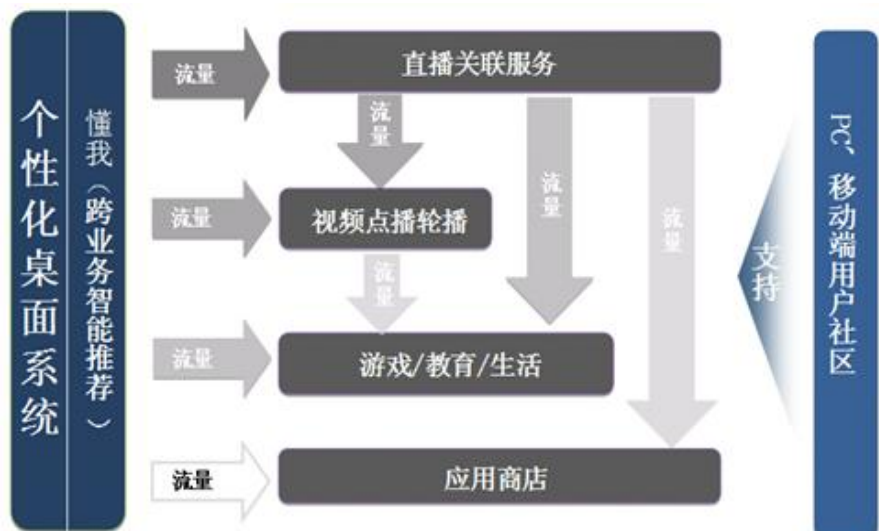 个性化桌面系统
懂我（跨业务智能推荐）
流量
直播关联服务
流量
流量
流量
流量
视频点播轮播
流量
流量
游戏/教育/生活
流量
应用商店
支持
PC、移动端用户社区